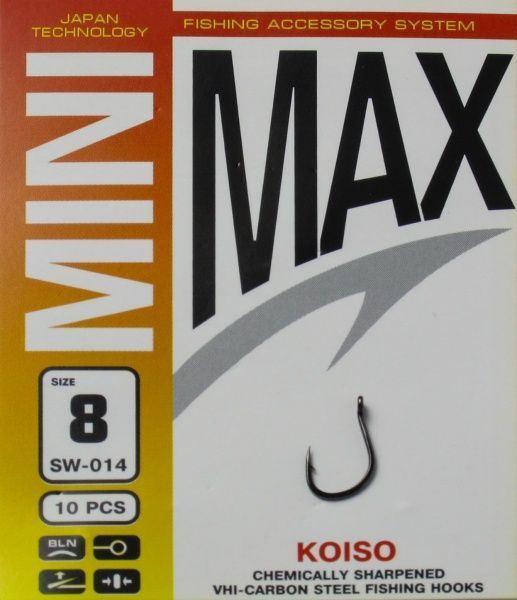 JAPAN
TECHNOLOGY
FISHING ACCESSORY SYSTEM
MINI
MAX
SIZE
8
SW-014
10 PCS
BLN
KOISO
CHEMICALLY SHARPENED
VHI-CARBON STEEL FISHING HOOKS